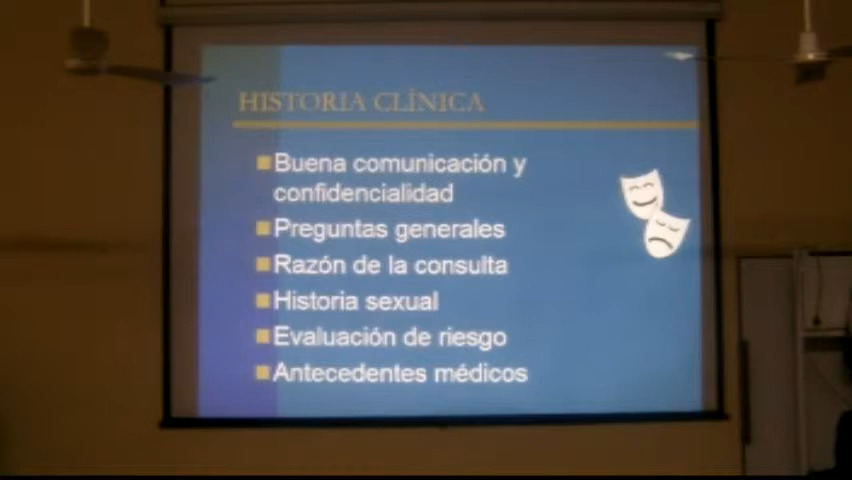 HISTORIA CLÍNICA
Buena comunicación y
confidencialidad
Preguntas generales
Razón de la consulta
Historia sexual
Evaluación de riesgo
Antecedentes médicos